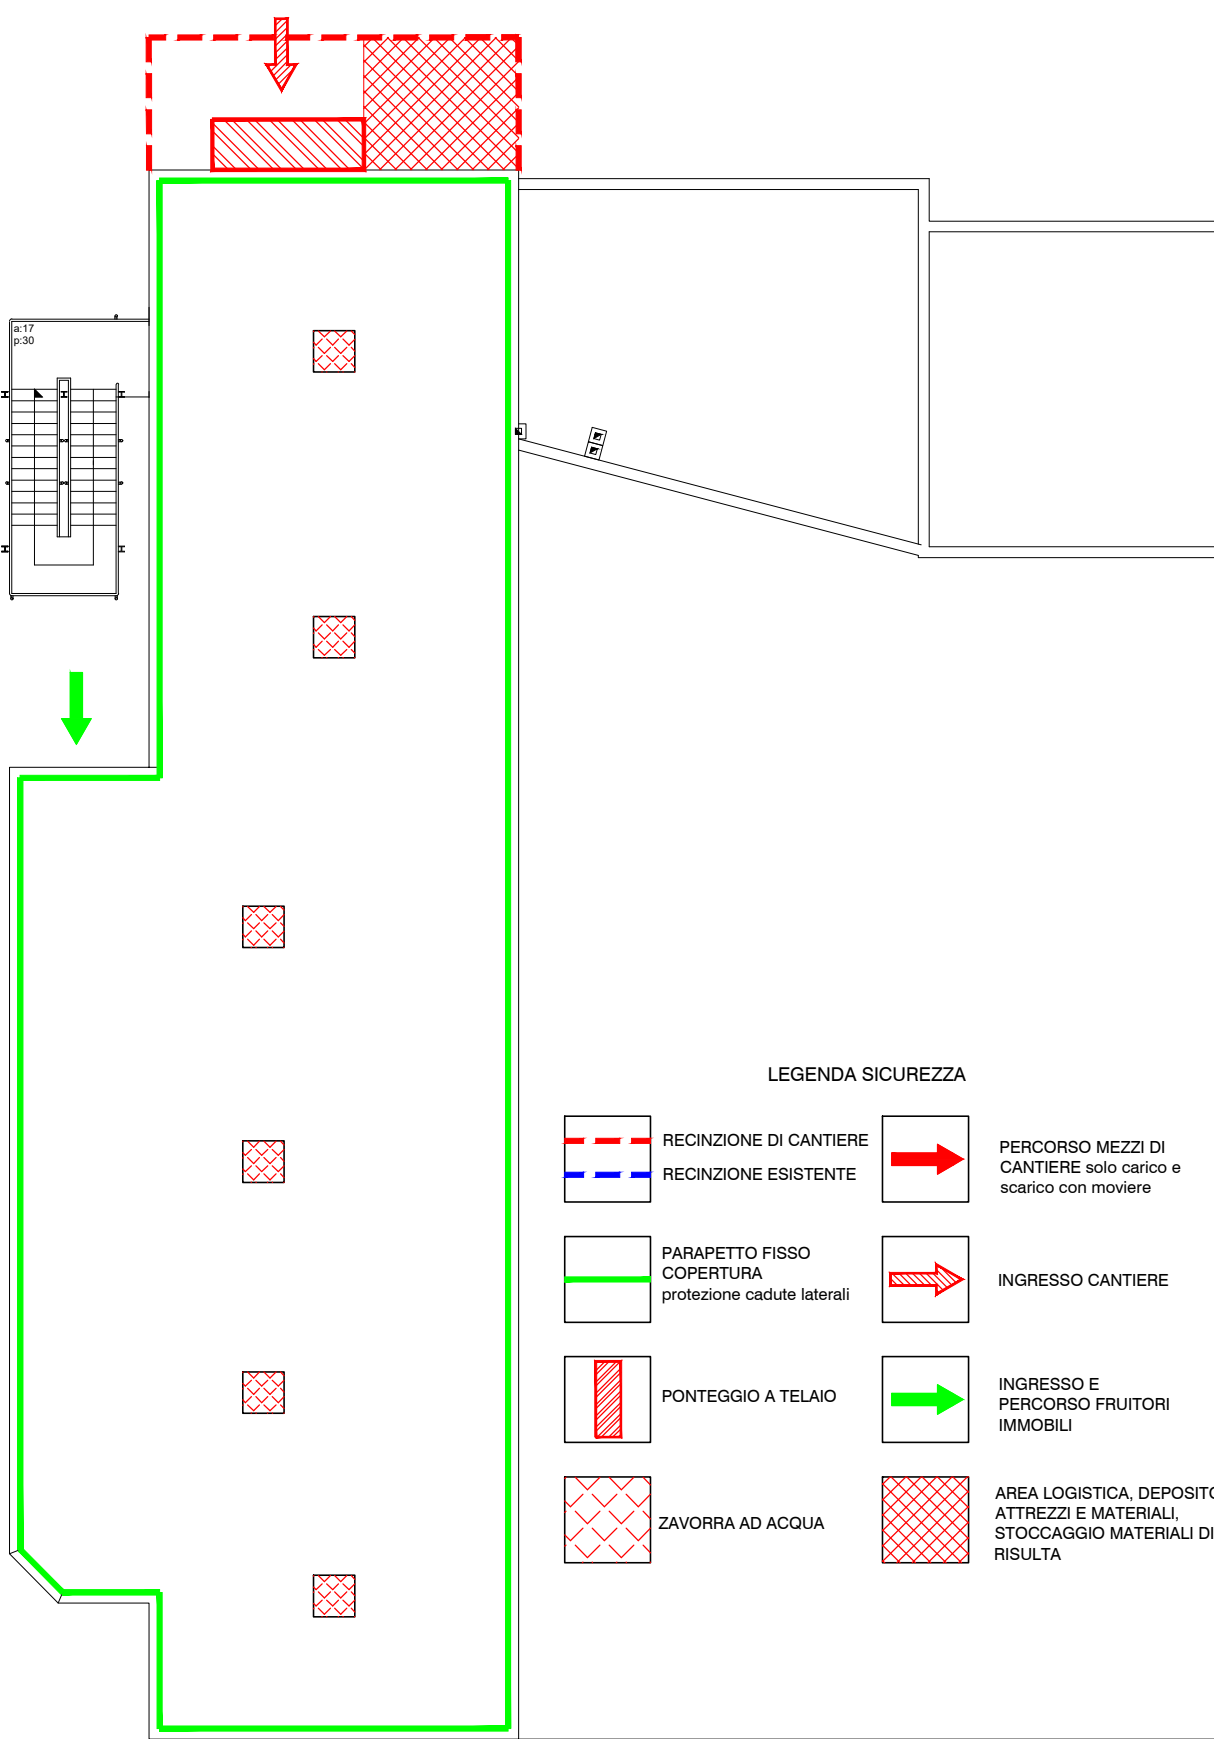 a:17
p:30
LEGENDA SICUREZZA
RECINZIONE DI CANTIERE
RECINZIONE ESISTENTE
PERCORSO MEZZI DI
CANTIERE solo carico e
scarico con moviere
PARAPETTO FISSO
COPERTURA
protezione cadute laterali
INGRESSO CANTIERE
PONTEGGIO A TELAIO
INGRESSO E
PERCORSO FRUITORI
IMMOBILI
ZAVORRA AD ACQUA
AREA LOGISTICA, DEPOSITO
ATTREZZI E MATERIALI,
STOCCAGGIO MATERIALI DI
RISULTA